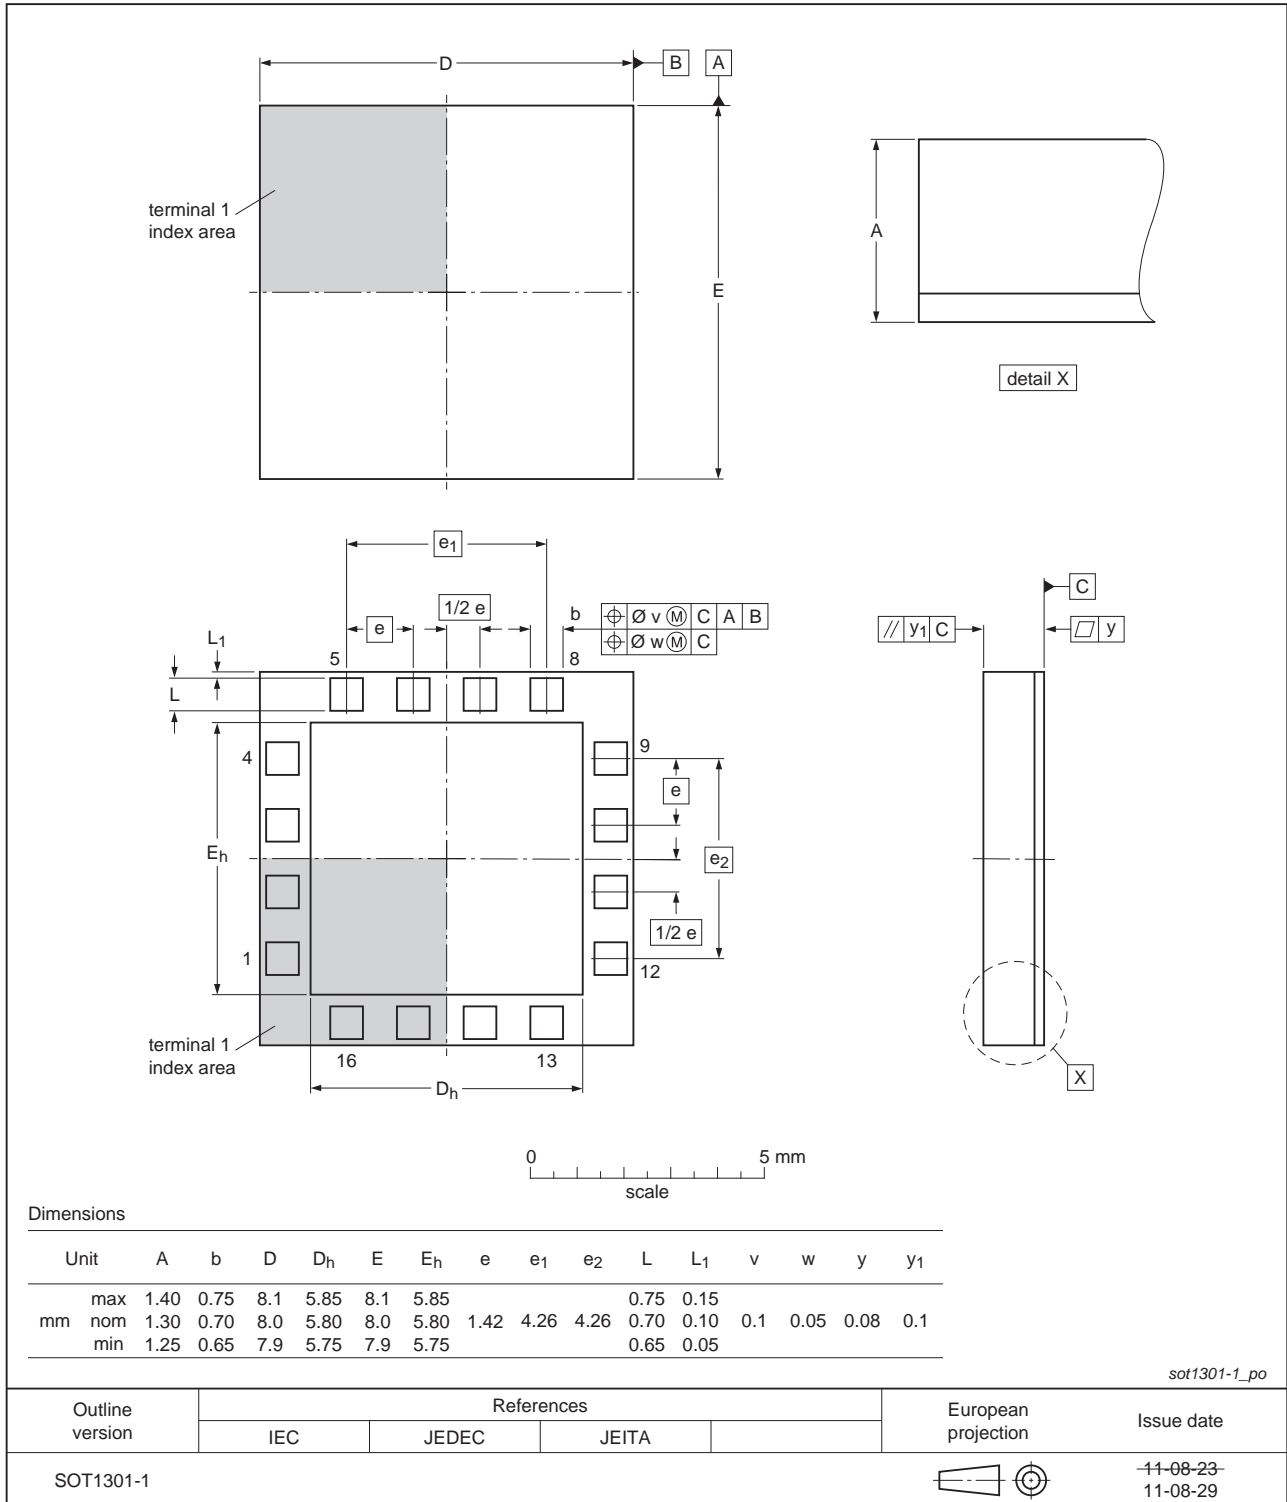 D B A
terminal 1
index area
E
A
detail X
e1
1/2 e
e
b
Ø v Ⓜ C A B
Ø w Ⓜ C
L1
L
5
8
4
9
e
Eh
e2
1/2 e
1
12
terminal 1
index area
16
13
Dh
C
// y1 C
y
X
0 5 mm
scale
Dimensions
Unit A b D Dh E Eh e e1 e2 L L1 v w y y1
max 1.40 0.75 8.1 5.85 8.1 5.85 0.75 0.15
mm nom 1.30 0.70 8.0 5.80 8.0 5.80 1.42 4.26 4.26 0.70 0.10 0.1 0.05 0.08 0.1
min 1.25 0.65 7.9 5.75 7.9 5.75 0.65 0.05
sot1301-1_po
Outline
version
References
IEC JEDEC JEITA
European
projection
Issue date
SOT1301-1
11-08-23
11-08-29